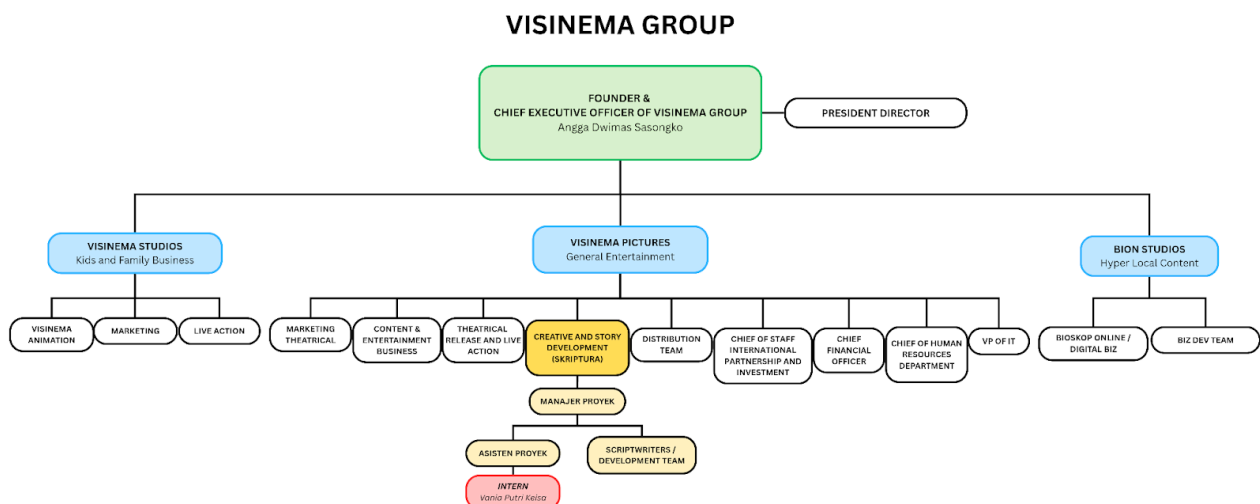 VISINEMA GROUP
FOUNDER &
CHIEF EXECUTIVE OFFICER OF VISINEMA GROUP
Angga Dwimas Sasongko
PRESIDENT DIRECTOR
VISINEMA STUDIOS
Kids and Family Business
VISINEMA PICTURES
General Entertainment
BION STUDIOS
Hyper Local Content
VISINEMA
ANIMATION
MARKETING
LIVE ACTION
MARKETING
THEATRICAL
CONTENT &
ENTERTAINMENT
BUSINESS
THEATRICAL
RELEASE AND LIVE
ACTION
CREATIVE AND STORY
DEVELOPMENT
(SKRIPTURA)
DISTRIBUTION
TEAM
CHIEF OF STAFF
INTERNATIONAL
PARTNERSHIP AND
INVESTMENT
CHIEF
FINANCIAL
OFFICER
CHIEF OF HUMAN
RESOURCES
DEPARTMENT
VP OF IT
BIOSKOP ONLINE /
DIGITAL BIZ
BIZ DEV TEAM
MANAJER PROYEK
ASISTEN PROYEK
SCRIPTWRITERS /
DEVELOPMENT TEAM
INTERN
Vania Putri Keisa